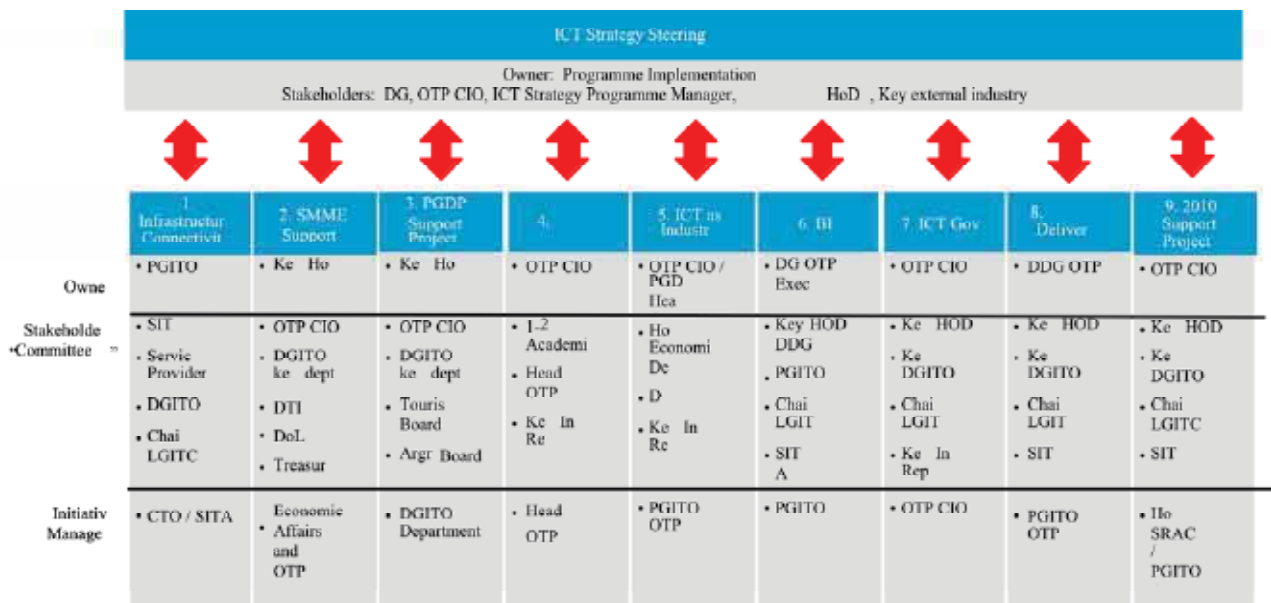 ICT Strategy Steering
Owner: Programme Implementation
Stakeholders: DG, OTP CIO, ICT Strategy Programme Manager, HoD , Key external industry
1
Infrastructur
Connectivit
2. SMME
Support
3. PGDP
Support
Project
4.
5. ICT as
Industr
6. BI
7. ICT Gov
8.
Deliver
9. 2010
Support
Project
Owne
• PGITO
• Ke Ho
• Ke Ho
• OTP CIO
• OTP CIO /
PGD
Hea
• DG OTP
Exec
• OTP CIO
• DDG OTP
• OTP CIO
Stakeholde
“Committee ”
• SIT
• Servic
Provider
• DGITO
• Chai
LGITC
• OTP CIO
• DGITO
ke dept
• DTI
• DoL
• Treasur
• OTP CIO
• DGITO
ke dept
• Touris
Board
• Argr Board
• 1-2
Academi
• Head
OTP
• Ke In
Re
• Ho
Economi
De
• D
• Ke In
Re
• Key HOD
DDG
• PGITO
• Chai
LGIT
• SIT
A
• Ke HOD
• Ke
DGITO
• Chai
LGIT
• Ke In
Rep
• Ke HOD
• Ke
DGITO
• Chai
LGIT
• SIT
• Ke HOD
• Ke
DGITO
• Chai
LGITC
• SIT
Initiativ
Manage
• CTO / SITA
Economic
• Affairs
and
OTP
• DGITO
Department
• Head
OTP
• PGITO
OTP
• PGITO
• OTP CIO
• PGITO
OTP
• Ho
SRAC
/
PGITO